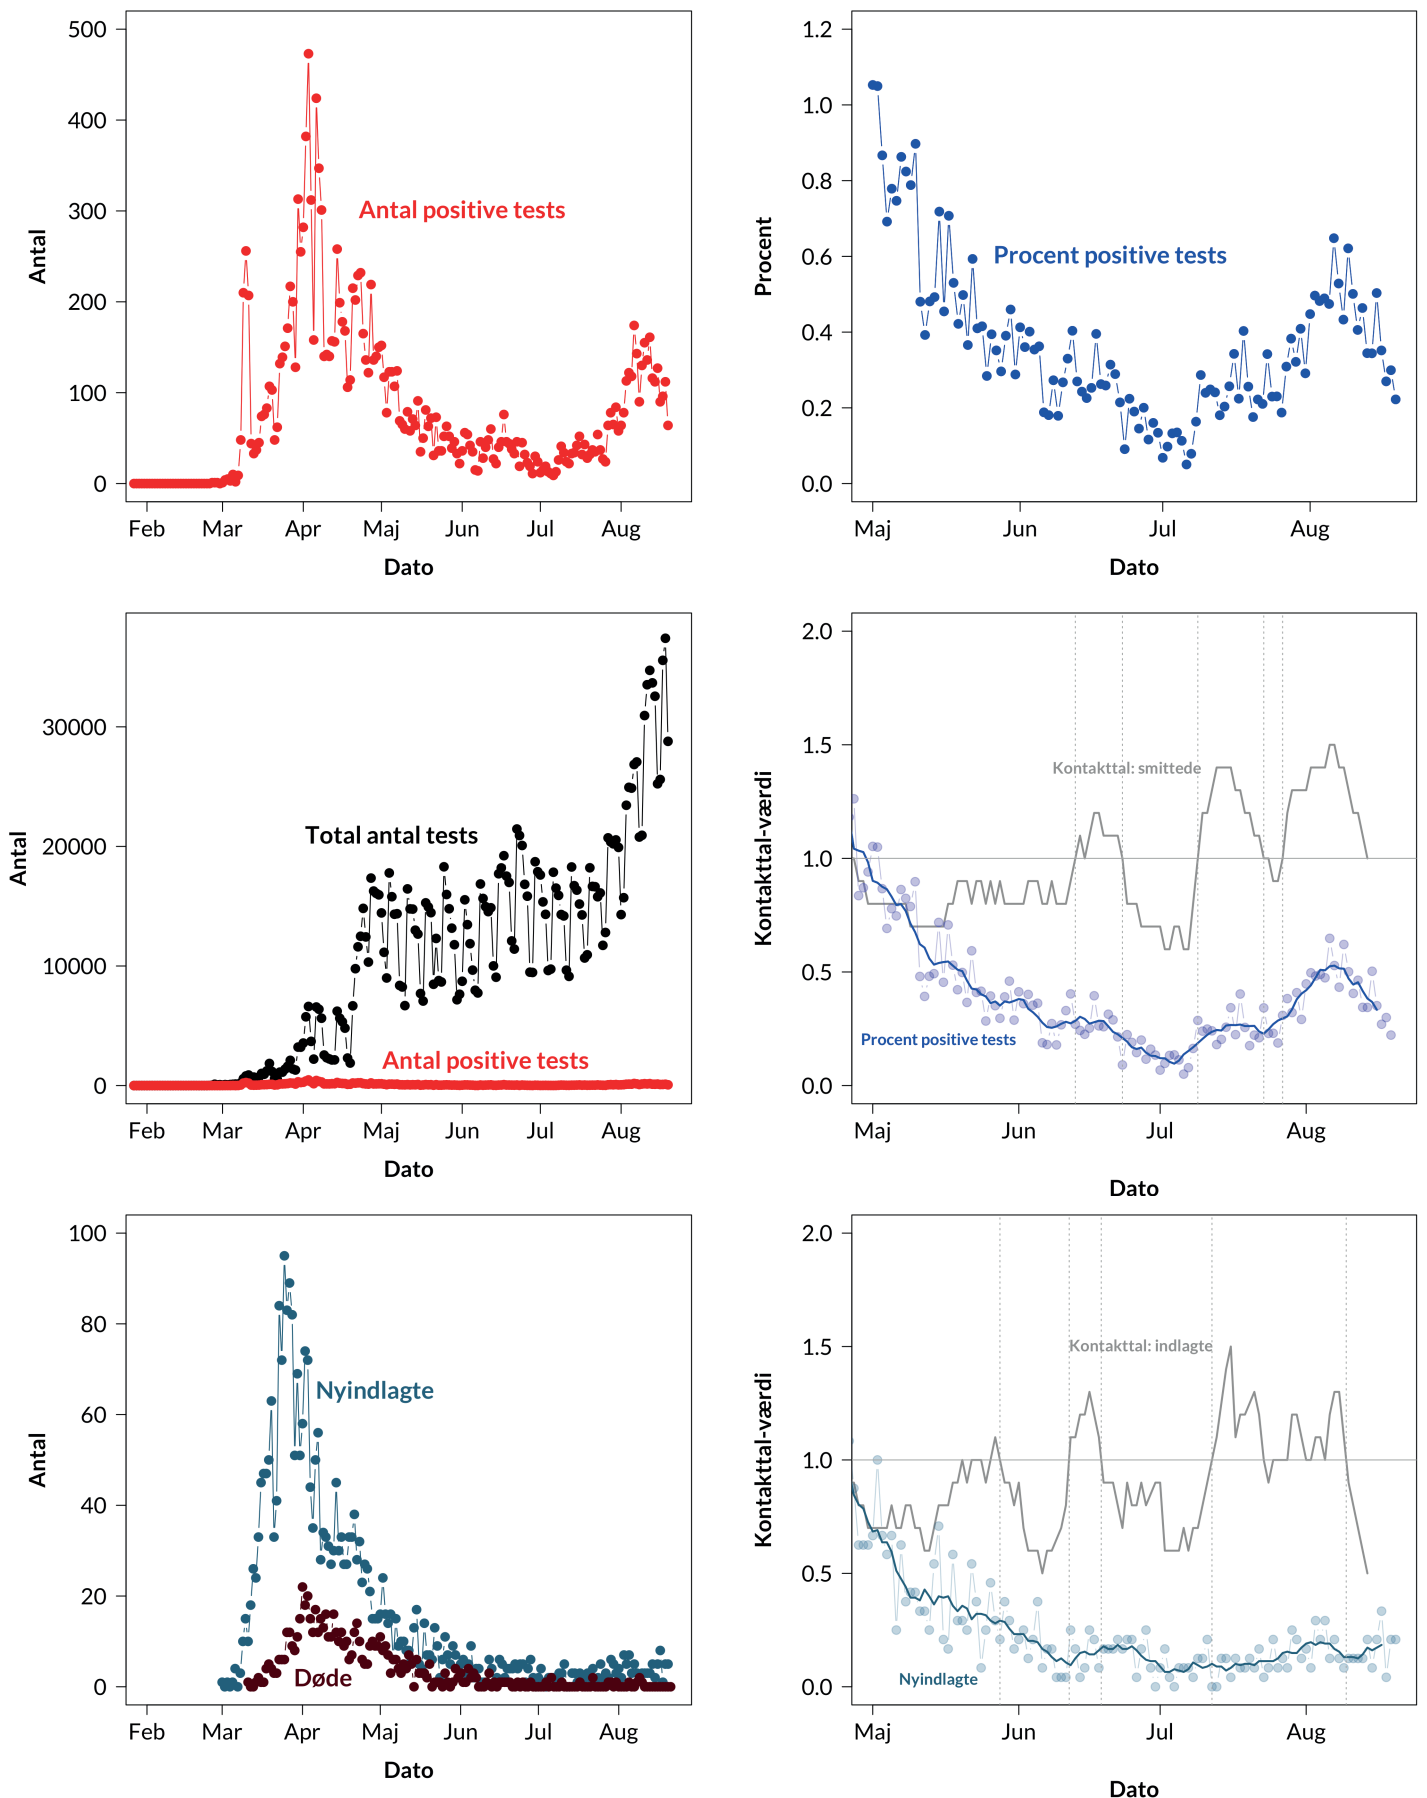 500
400
300
200
100
0
Antal
Antal positive tests
Feb Mar Apr Maj Jun Jul Aug
Dato
1.2
1.0
0.8
0.6
0.4
0.2
0.0
Procent
Procent positive tests
Maj Jun Jul Aug
Dato
30000
20000
10000
0
Antal
Total antal tests
Antal positive tests
Feb Mar Apr Maj Jun Jul Aug
Dato
2.0
1.5
1.0
0.5
0.0
Kontakttal-værdi
Kontakttal: smittede
Procent positive tests
Maj Jun Jul Aug
Dato
100
80
60
40
20
0
Antal
Nyindlagte
Døde
Feb Mar Apr Maj Jun Jul Aug
Dato
2.0
1.5
1.0
0.5
0.0
Kontakttal-værdi
Kontakttal: indlagte
Nyindlagte
Maj Jun Jul Aug
Dato